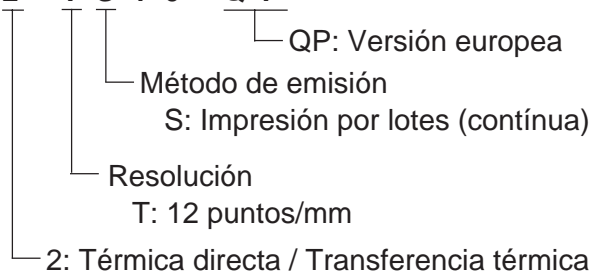 QP: Versión europea
Método de emisión
S: Impresión por lotes (contínua)
Resolución
T: 12 puntos/mm
2: Térmica directa / Transferencia térmica